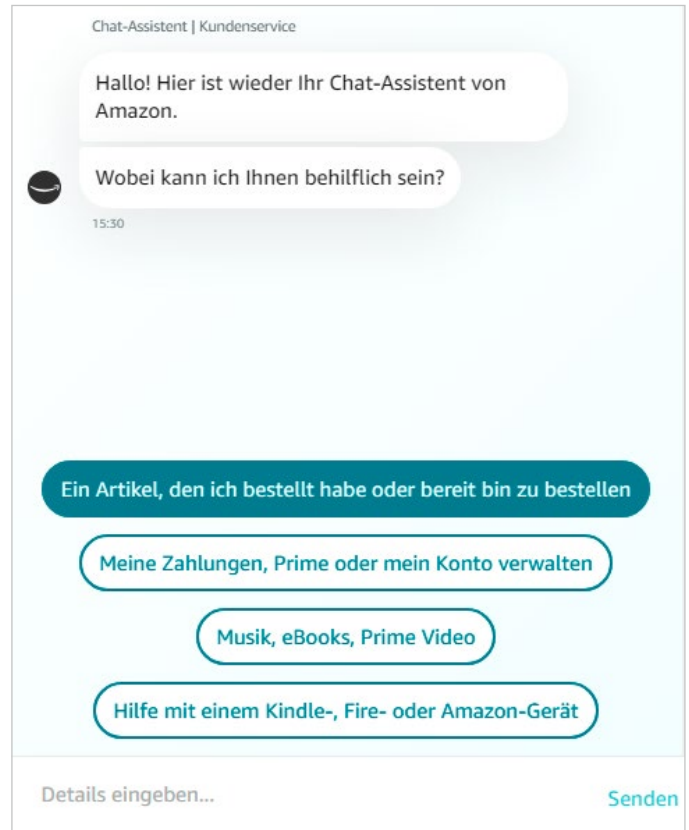 Chat-Assistent | Kundenservice
Hallo! Hier ist wieder Ihr Chat-Assistent von
Amazon.
Wobei kann ich Ihnen behilflich sein?
15:30
Ein Artikel, den ich bestellt habe oder bereit bin zu bestellen
Meine Zahlungen, Prime oder mein Konto verwalten
Musik, eBooks, Prime Video
Hilfe mit einem Kindle-, Fire- oder Amazon-Gerät
Details eingeben...
Senden